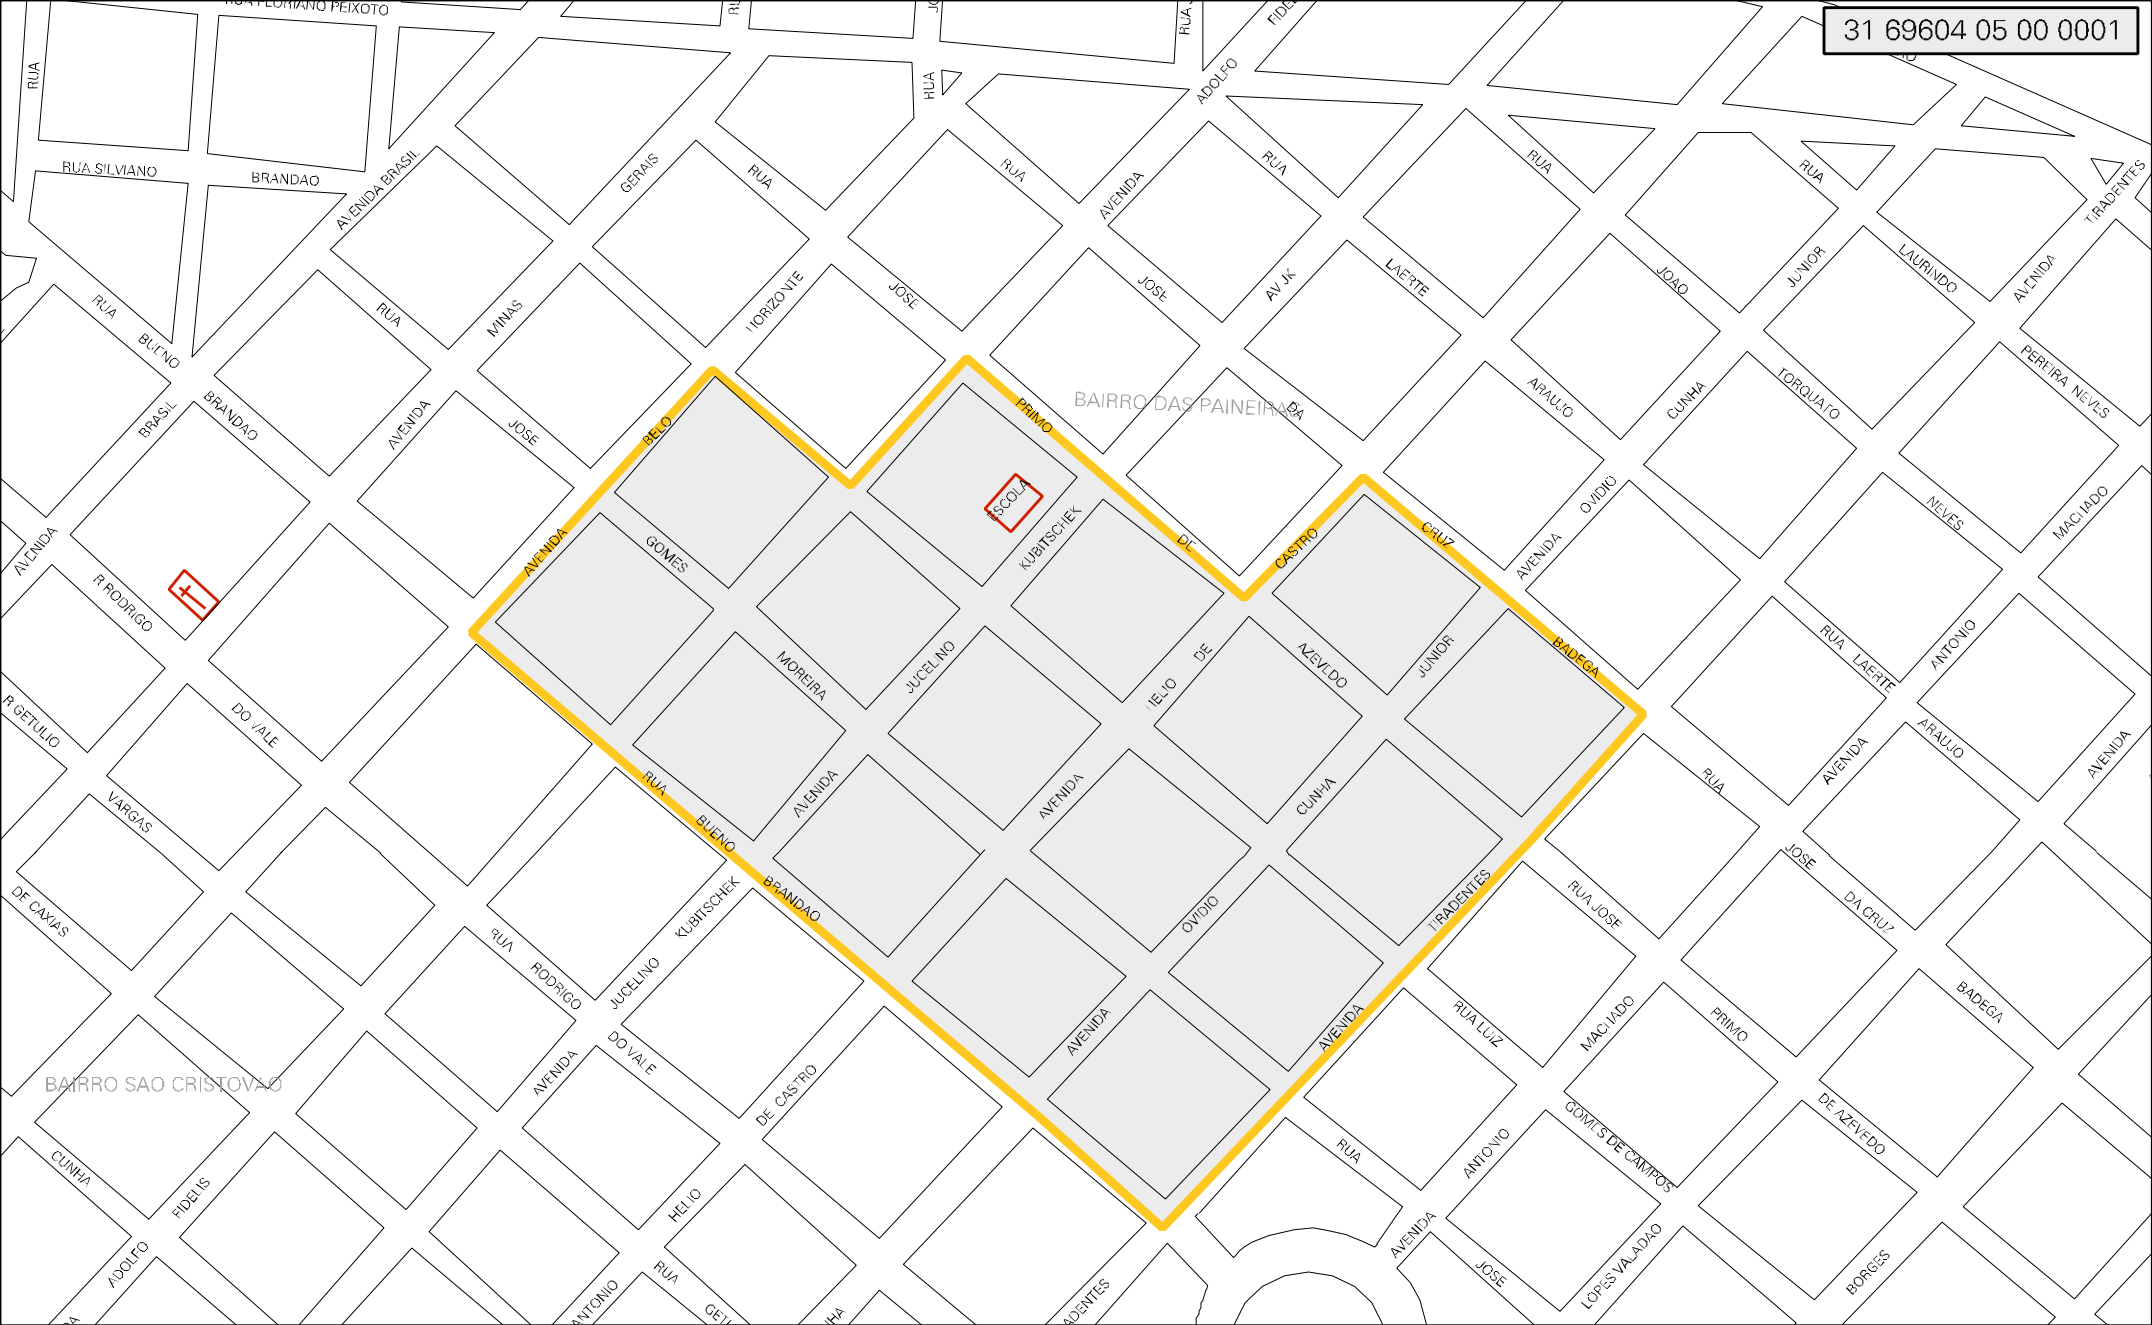 RUA FLORIANO PEIXOTO
31 69604 05 00 0001
RUA
RUA
ADOLFO
RUA SILVIANO
BRANDAO
AVENIDA BRASIL
GERAIS
RUA
RUA
AVENIDA
RUA
RUA
RUA
TIRADENTES
RUA
BUENO
RUA
MINAS
HORIZONTE
JOSE
JOSE
AV JK
LAERTE
JOAO
JUNIOR
LAURINDO
AVENIDA
BRASIL
BRANDAO
AVENIDA
JOSE
BELO
PRIMO
BAIRRO DAS PAINEIRAS
DA
ARAUJO
CUNHA
TORQUATO
PEREIRA NEVES
AVENIDA
AVENIDA
GOMES
ESCOLA
KUBITSCHEK
DE
CASTRO
CRUZ
AVENIDA
OVIDIO
NEVES
MACHADO
R RODRIGO
MOREIRA
JUCELINO
HELIO
DE
AZEVEDO
JUNIOR
BADEGA
RUA LAERTE
ANTONIO
R GETULIO
DO VALE
RUA
AVENIDA
AVENIDA
CUNHA
RUA
AVENIDA
ARAUJO
AVENIDA
VARGAS
BUENO
BRANDAO
KUBITSCHEK
OVIDIO
TIRADENTES
RUA JOSE
JOSE
DA CRUZ
DE CAXIAS
RUA
RODRIGO
JUCELINO
AVENIDA
AVENIDA
RUA LUIZ
MACHADO
PRIMO
BADEGA
BAIRRO SAO CRISTOVAO
AVENIDA
DO VALE
DE CASTRO
RUA
ANTONIO
GOMES DE CAMPOS
DE AZEVEDO
CUNHA
FIDELIS
HELIO
AVENIDA
ADOLFO
RUA
ANTONIO
JOSE
LOPES VALADAO
BORGES